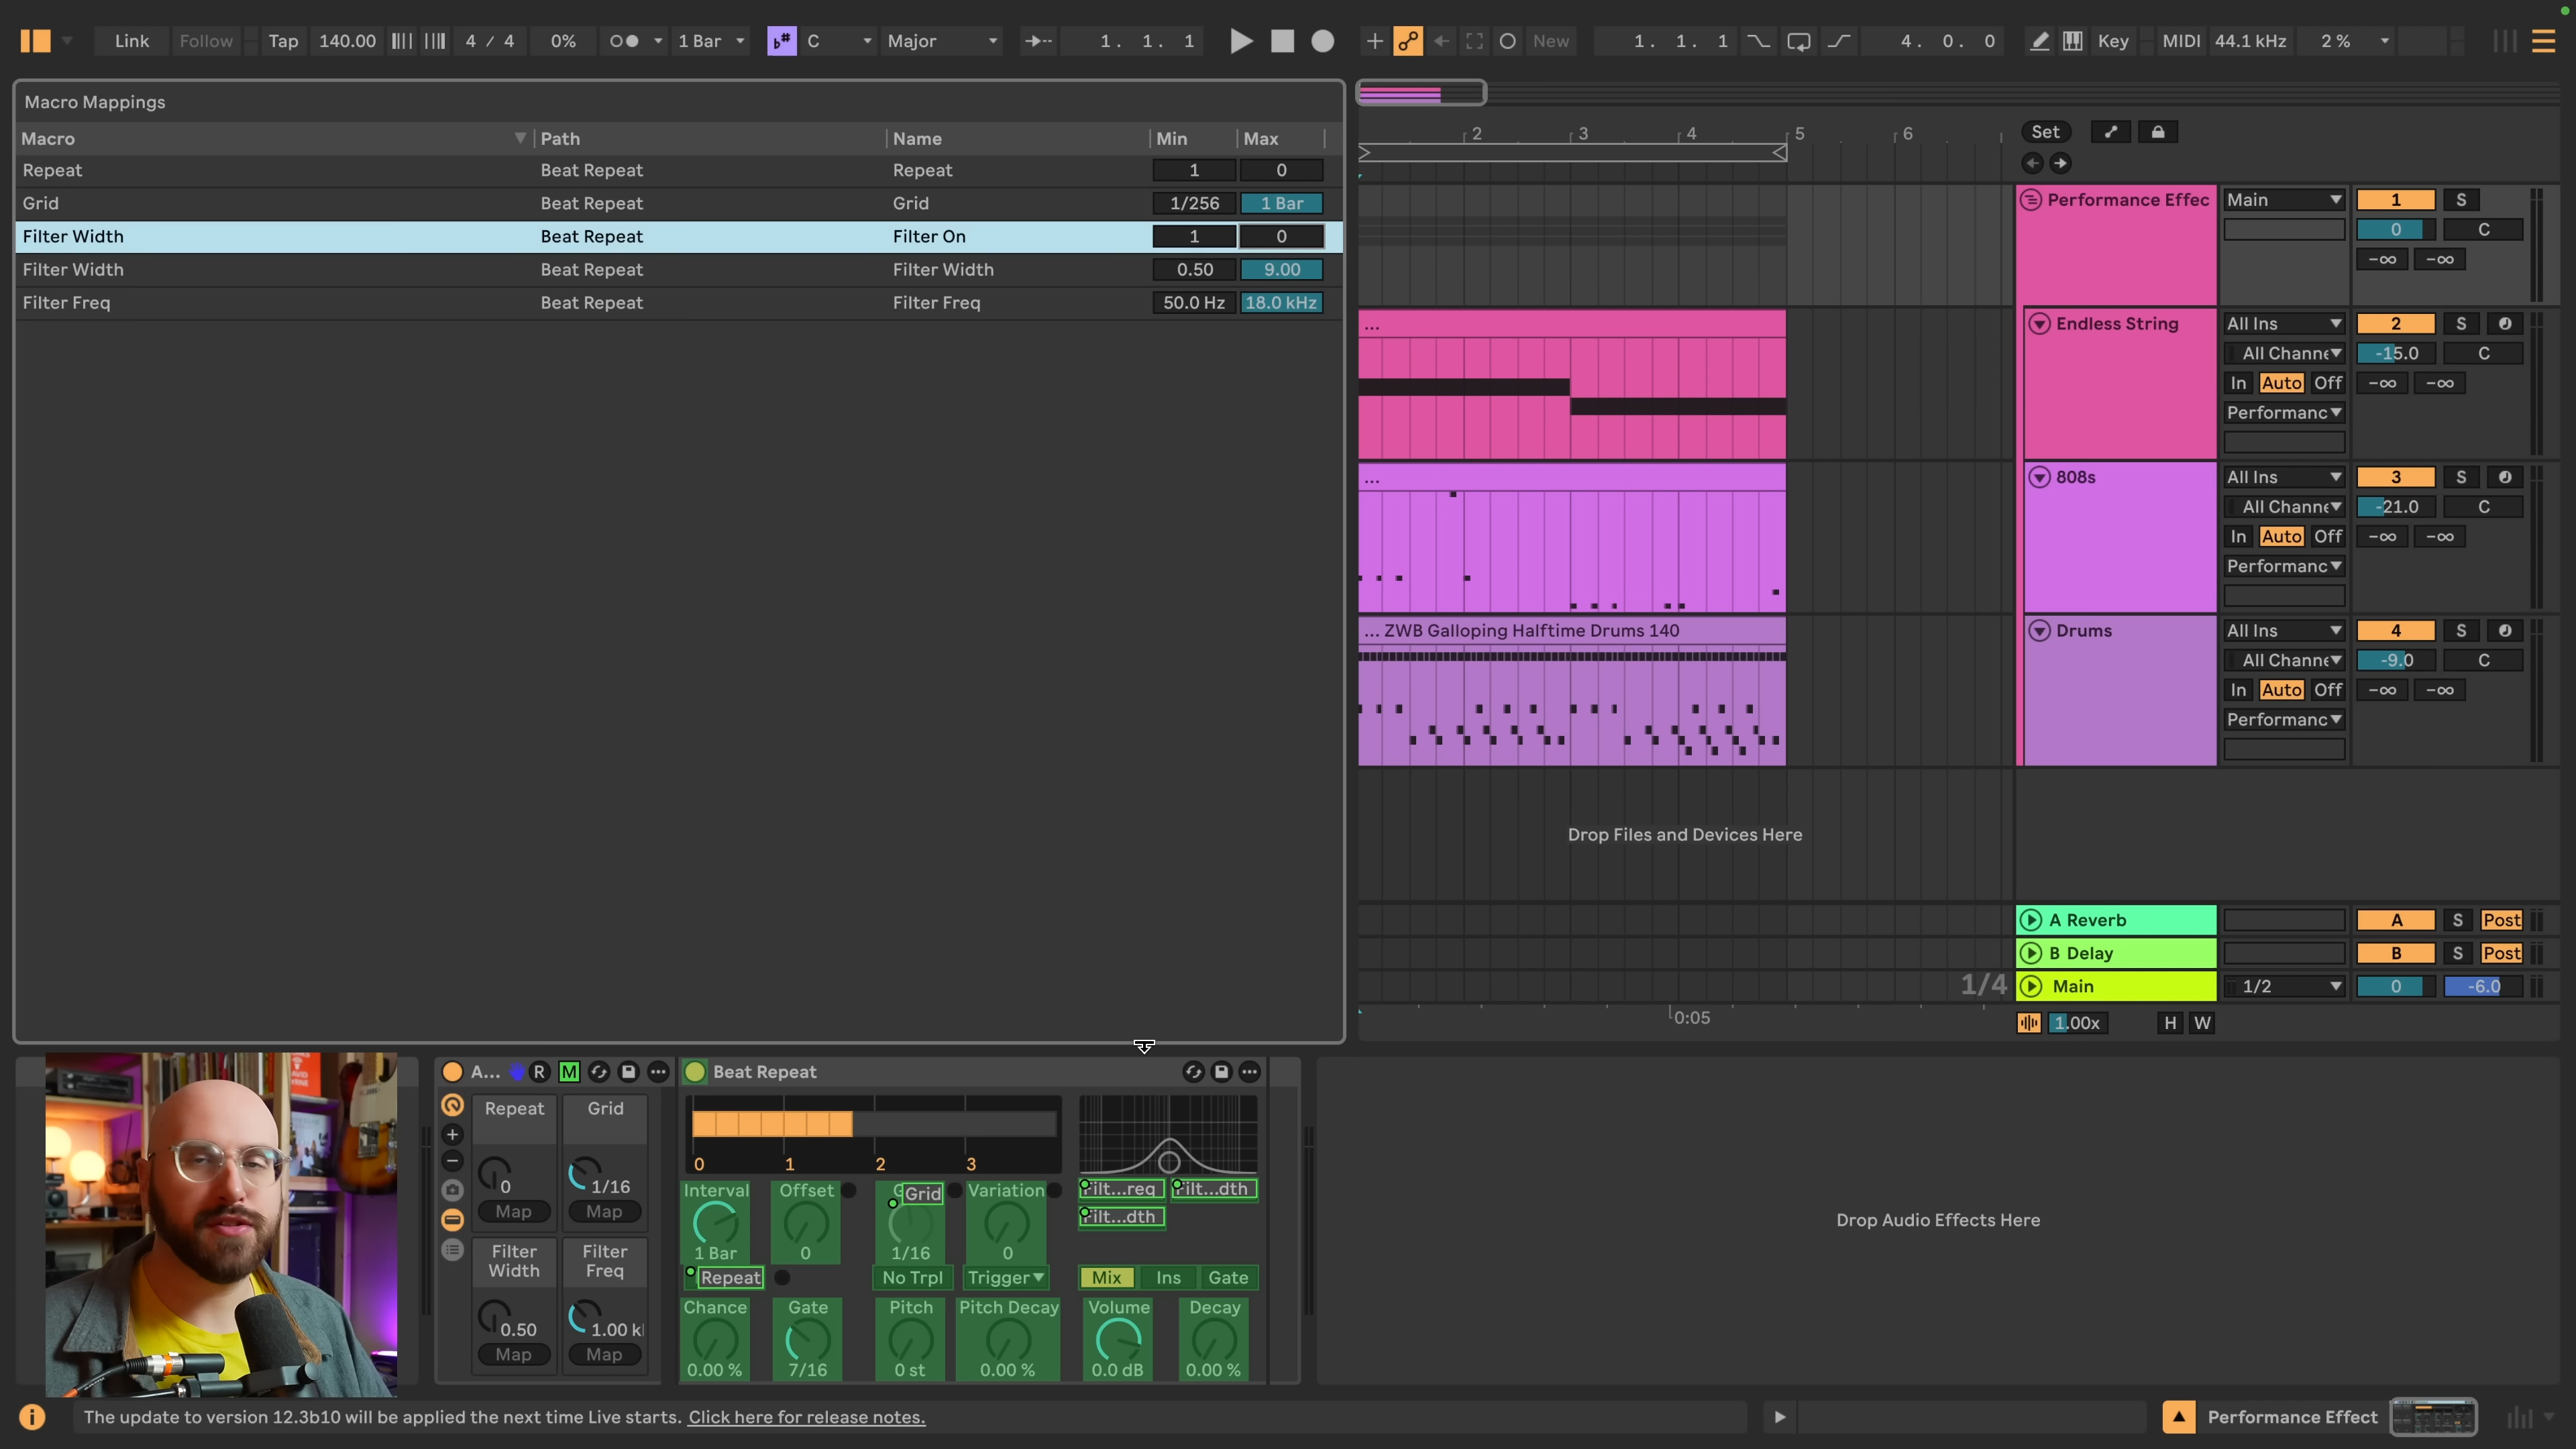 Link Follow Tap 140.00 4 / 4 0% 1 Bar C Major 1. 1. 1 New 1. 1. 1 4. 0. 0 Key MIDI 44.1 kHz 2 %
Macro Mappings
Macro Path Name Min Max
Repeat Beat Repeat Repeat 1 0
Grid Beat Repeat Grid 1/256 1 Bar
Filter Width Beat Repeat Filter On 1 0
Filter Width Beat Repeat Filter Width 0.50 9.00
Filter Freq Beat Repeat Filter Freq 50.0 Hz 18.0 kHz
2 3 4 5 6
Set
Performance Effec Main 1 S
0 C
-∞ -∞
... Endless String All Ins 2 S
All Channe -15.0 C
In Auto Off -∞ -∞
Performanc
... 808s All Ins 3 S
All Channe -21.0 C
In Auto Off -∞ -∞
Performanc
... ZWB Galloping Halftime Drums 140 Drums All Ins 4 S
All Channe -9.0 C
In Auto Off -∞ -∞
Performanc
Drop Files and Devices Here
A Reverb A S Post
B Delay B S Post
1/4 Main 1/2 0 -6.0
0:05 1.00x H W
A... R M Beat Repeat
Repeat Grid
0 1/16
Map Map
Filter Width Filter Freq
0.50 1.00 k
Map Map
0 1 2 3
Interval Offset Grid Variation Filt...req Filt...dth
Filt...dth
1 Bar 0 1/16 0
Repeat No Trpl Trigger Mix Ins Gate
Chance Gate Pitch Pitch Decay Volume Decay
0.00 % 7/16 0 st 0.00 % 0.0 dB 0.00 %
Drop Audio Effects Here
The update to version 12.3b10 will be applied the next time Live starts. Click here for release notes.
Performance Effect